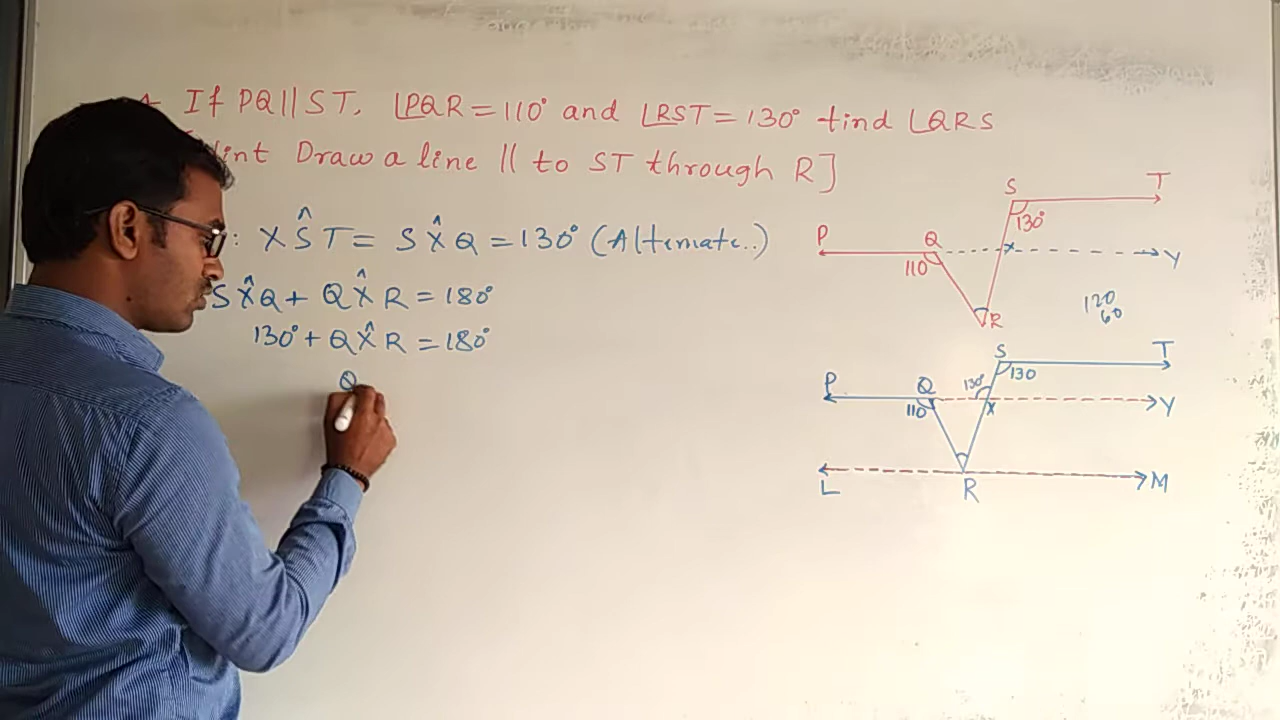 If PQ || ST, ∠PQR = 110° and ∠RST = 130° find ∠QRS
int Draw a line || to ST through R]
: XŜT = SX̂Q = 130° (Alternate..)
SX̂Q + QX̂R = 180°
130° + QX̂R = 180°
Q
S T
130°
P Q x Y
110
R
120
60
S T
130
P Q 130° x Y
110
L R M